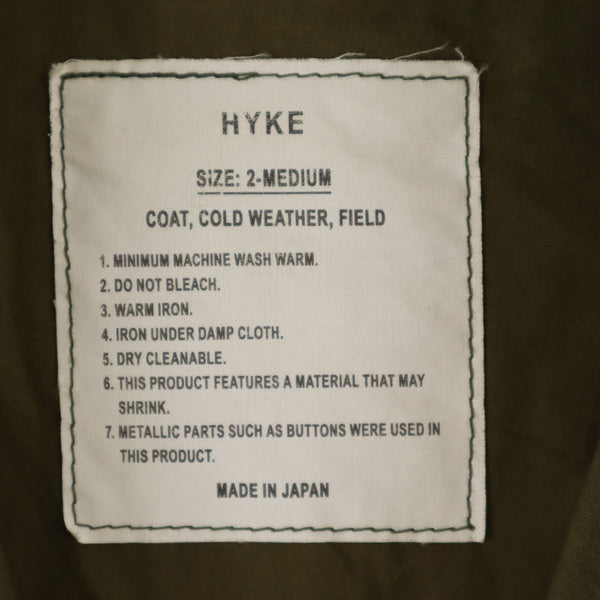 HYKE
SIZE: 2-MEDIUM
COAT, COLD WEATHER, FIELD
1. MINIMUM MACHINE WASH WARM.
2. DO NOT BLEACH.
3. WARM IRON.
4. IRON UNDER DAMP CLOTH.
5. DRY CLEANABLE.
6. THIS PRODUCT FEATURES A MATERIAL THAT MAY
SHRINK.
7. METALLIC PARTS SUCH AS BUTTONS WERE USED IN
THIS PRODUCT.
MADE IN JAPAN